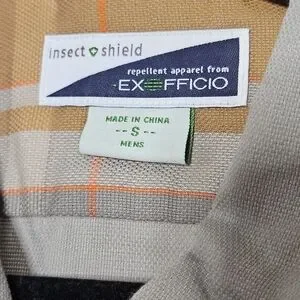 insect shield
repellent apparel from
EXOFFICIO
MADE IN CHINA
-- S --
MENS